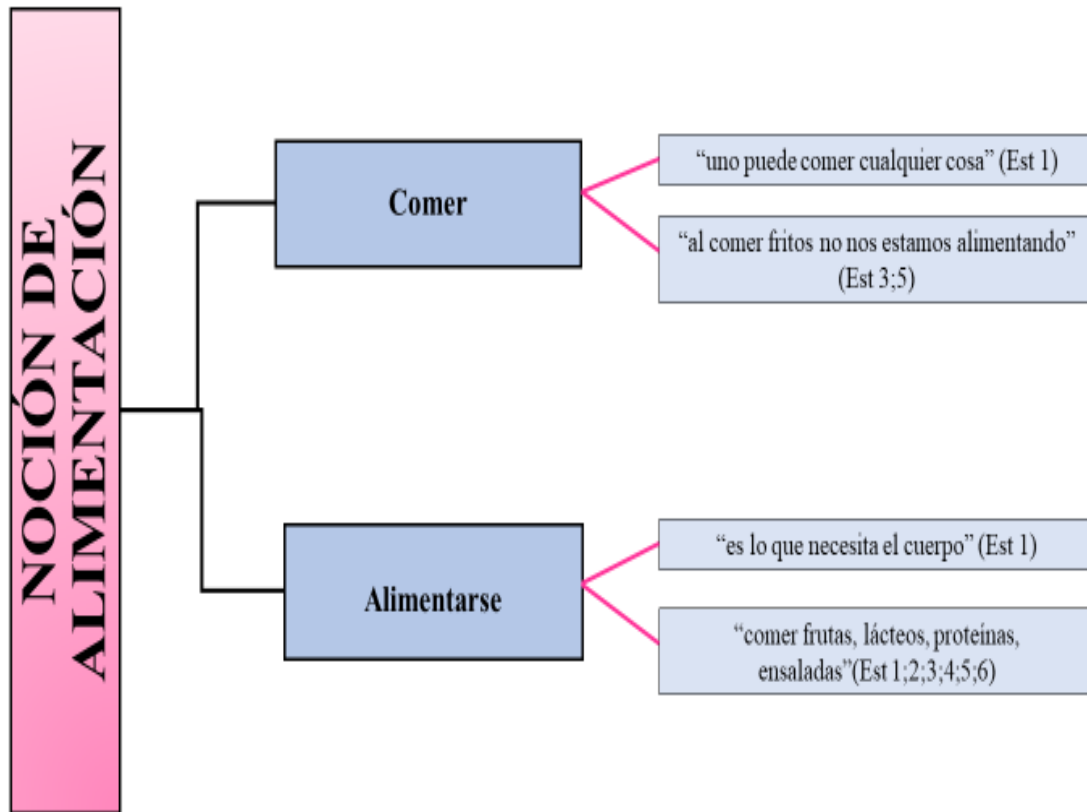 NOCIÓN DE
ALIMENTACIÓN
Comer
“uno puede comer cualquier cosa” (Est 1)
“al comer fritos no nos estamos alimentando”
(Est 3;5)
Alimentarse
“es lo que necesita el cuerpo” (Est 1)
“comer frutas, lácteos, proteínas,
ensaladas”(Est 1;2;3;4;5;6)